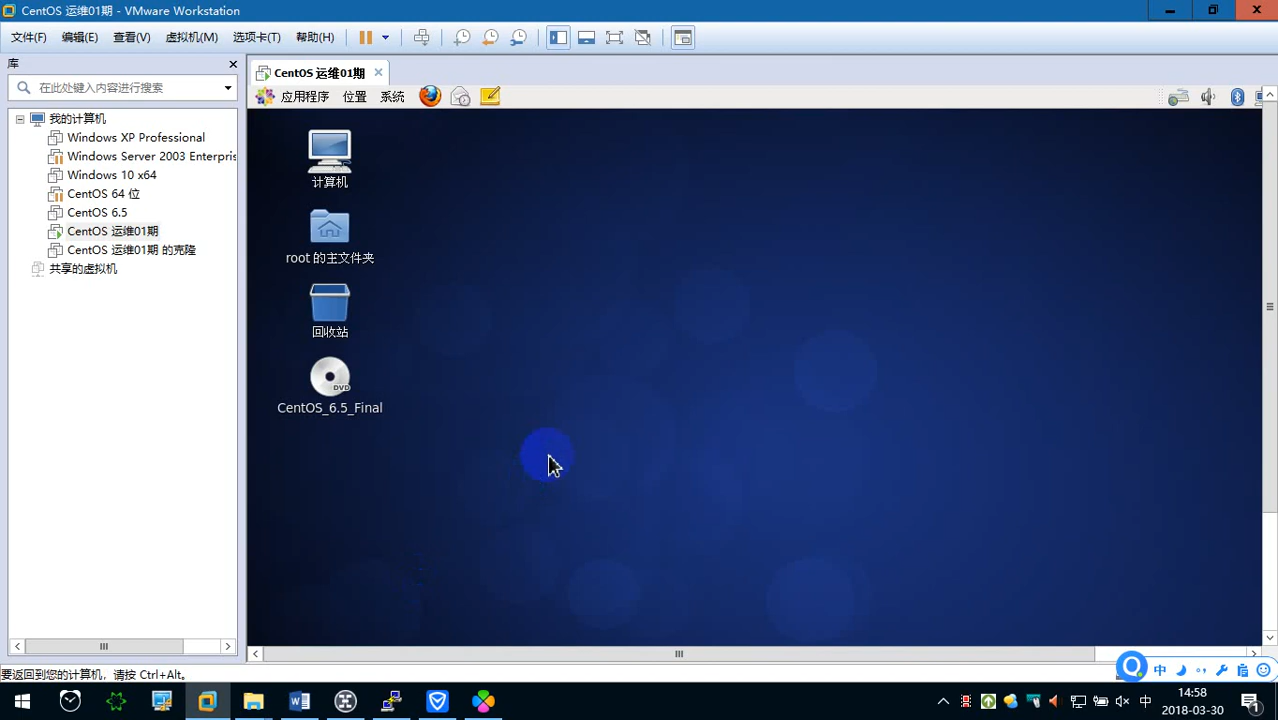 CentOS 运维01期 - VMware Workstation
文件(F) 编辑(E) 查看(V) 虚拟机(M) 选项卡(T) 帮助(H)
库
在此处键入内容进行搜索
我的计算机
Windows XP Professional
Windows Server 2003 Enterpris
Windows 10 x64
CentOS 64 位
CentOS 6.5
CentOS 运维01期
CentOS 运维01期 的克隆
共享的虚拟机
CentOS 运维01期
应用程序 位置 系统
计算机
root 的主文件夹
回收站
DVD
CentOS_6.5_Final
要返回到您的计算机，请按 Ctrl+Alt。
中
中
14:58
2018-03-30
1